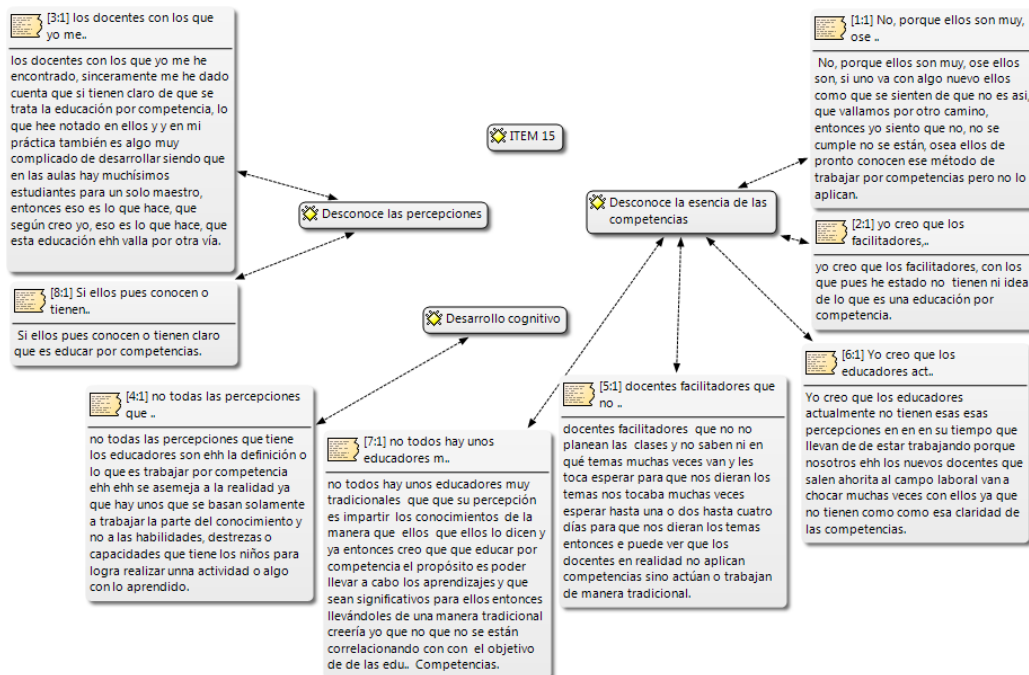 [3:1] los docentes con los que
yo me..
los docentes con los que yo me he
encontrado, sinceramente me he dado
cuenta que si tienen claro de que se
trata la educación por competencia, lo
que hee notado en ellos y y en mi
práctica también es algo muy
complicado de desarrollar siendo que
en las aulas hay muchísimos
estudiantes para un solo maestro,
entonces eso es lo que hace, que
según creo yo, eso es lo que hace, que
esta educación ehh valla por otra vía.
[8:1] Si ellos pues conocen o
tienen..
Si ellos pues conocen o tienen claro
que es educar por competencias.
ITEM 15
Desconoce las percepciones
Desarrollo cognitivo
Desconoce la esencia de las
competencias
[1:1] No, porque ellos son muy,
ose ..
No, porque ellos son muy, ose ellos
son, si uno va con algo nuevo ellos
como que se sienten de que no es asi,
que vallamos por otro camino,
entonces yo siento que no, no se
cumple no se están, osea ellos de
pronto conocen ese método de
trabajar por competencias pero no lo
aplican.
[2:1] yo creo que los
facilitadores,..
yo creo que los facilitadores, con los
que pues he estado no tienen ni idea
de lo que es una educación por
competencia.
[4:1] no todas las percepciones
que ..
no todas las percepciones que tiene
los educadores son ehh la definición o
lo que es trabajar por competencia
ehh ehh se asemeja a la realidad ya
que hay unos que se basan solamente
a trabajar la parte del conocimiento y
no a las habilidades, destrezas o
capacidades que tiene los niños para
logra realizar unna actividad o algo
con lo aprendido.
[7:1] no todos hay unos
educadores m..
no todos hay unos educadores muy
tradicionales que que su percepción
es impartir los conocimientos de la
manera que ellos que ellos lo dicen y
ya entonces creo que que educar por
competencia el propósito es poder
llevar a cabo los aprendizajes y que
sean significativos para ellos entonces
llevándoles de una manera tradicional
creería yo que no que no se están
correlacionando con con el objetivo
de de las edu.. Competencias.
[5:1] docentes facilitadores que
no ..
docentes facilitadores que no no
planean las clases y no saben ni en
qué temas muchas veces van y les
toca esperar para que nos dieran los
temas nos tocaba muchas veces
esperar hasta una o dos hasta cuatro
días para que nos dieran los temas
entonces e puede ver que los
docentes en realidad no aplican
competencias sino actúan o trabajan
de manera tradicional.
[6:1] Yo creo que los
educadores act..
Yo creo que los educadores
actualmente no tienen esas esas
percepciones en en en su tiempo que
llevan de de estar trabajando porque
nosotros ehh los nuevos docentes que
salen ahorita al campo laboral van a
chocar muchas veces con ellos ya que
no tienen como como esa claridad de
las competencias.